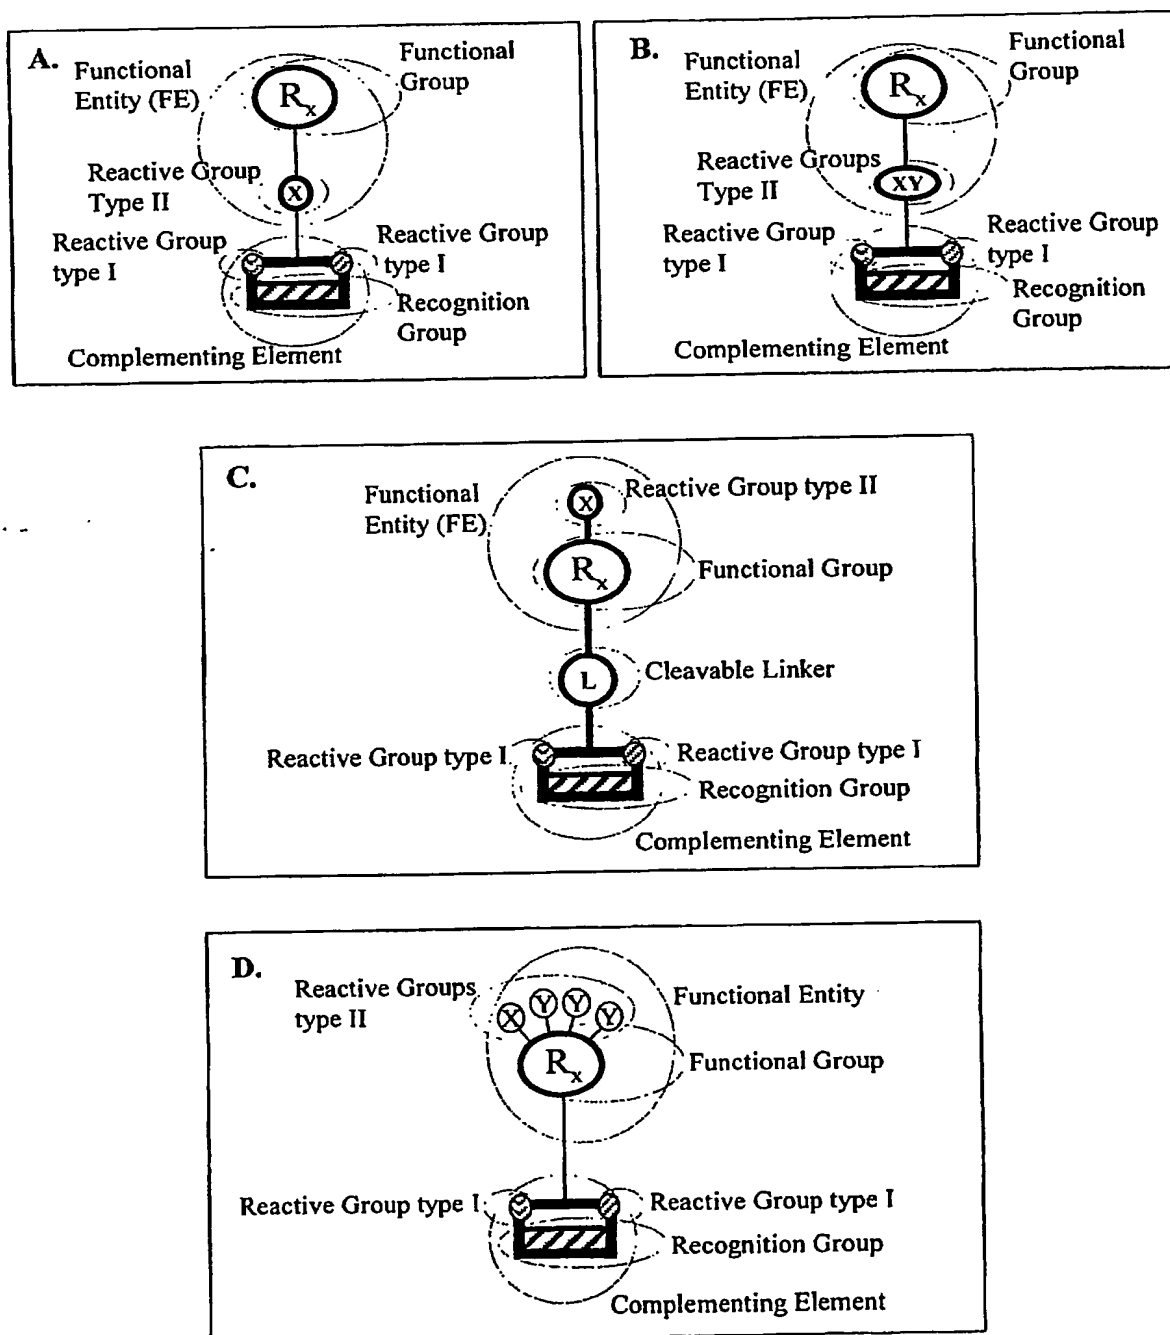 A.
Functional
Entity (FE)
Functional
Group
Rx
Reactive Group
Type II
X
Reactive Group
type I
Reactive Group
type I
Recognition
Group
Complementing Element
B.
Functional
Entity (FE)
Functional
Group
Rx
Reactive Groups
Type II
XY
Reactive Group
type I
Reactive Group
type I
Recognition
Group
Complementing Element
C.
Functional
Entity (FE)
X
Reactive Group type II
Rx
Functional Group
L
Cleavable Linker
Reactive Group type I
Reactive Group type I
Recognition Group
Complementing Element
D.
Reactive Groups
type II
X Y Y Y
Functional Entity
Rx
Functional Group
Reactive Group type I
Reactive Group type I
Recognition Group
Complementing Element